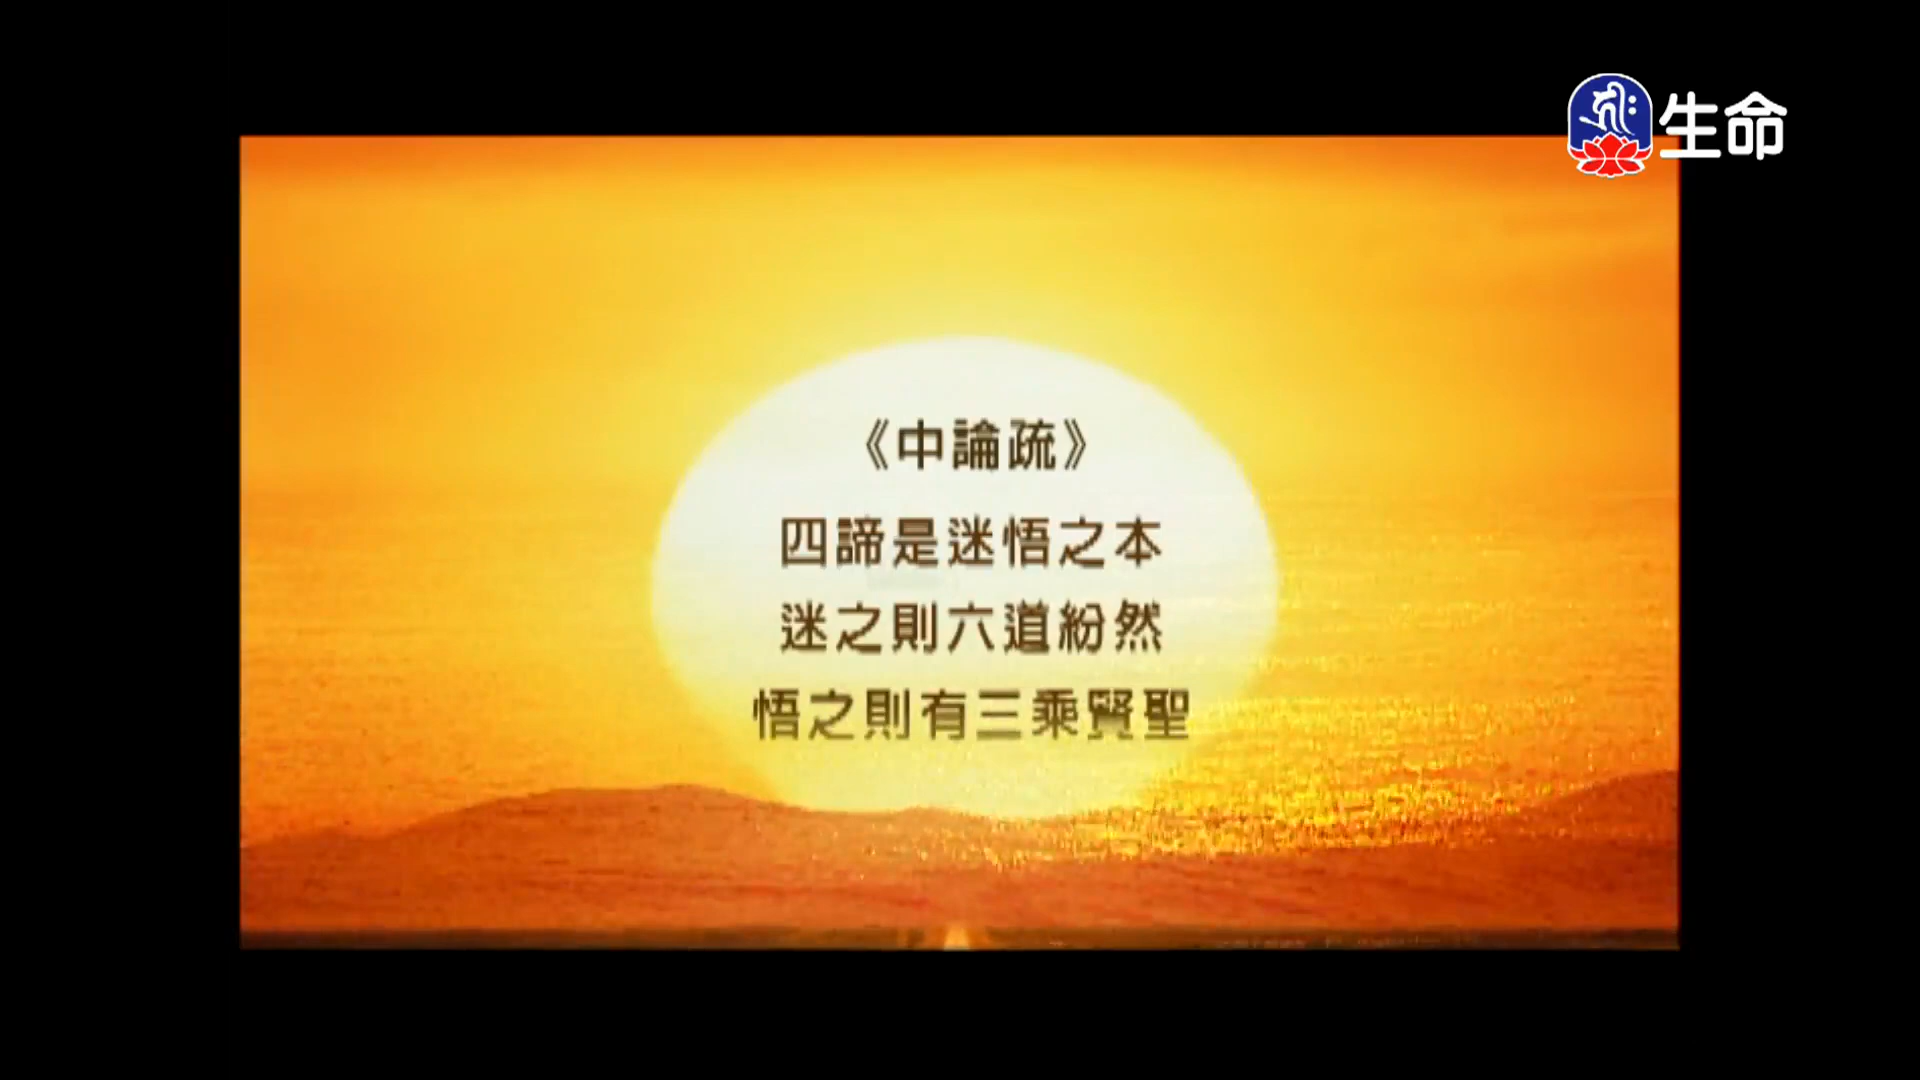 生命
《中論疏》
四諦是迷悟之本
迷之則六道紛然
悟之則有三乘賢聖